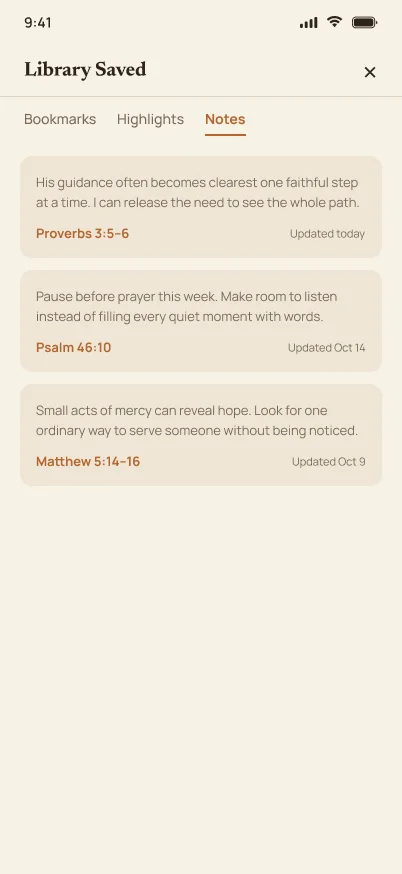 9:41
Library Saved
Bookmarks Highlights Notes
His guidance often becomes clearest one faithful step
at a time. I can release the need to see the whole path.
Proverbs 3:5–6 Updated today
Pause before prayer this week. Make room to listen
instead of filling every quiet moment with words.
Psalm 46:10 Updated Oct 14
Small acts of mercy can reveal hope. Look for one
ordinary way to serve someone without being noticed.
Matthew 5:14–16 Updated Oct 9